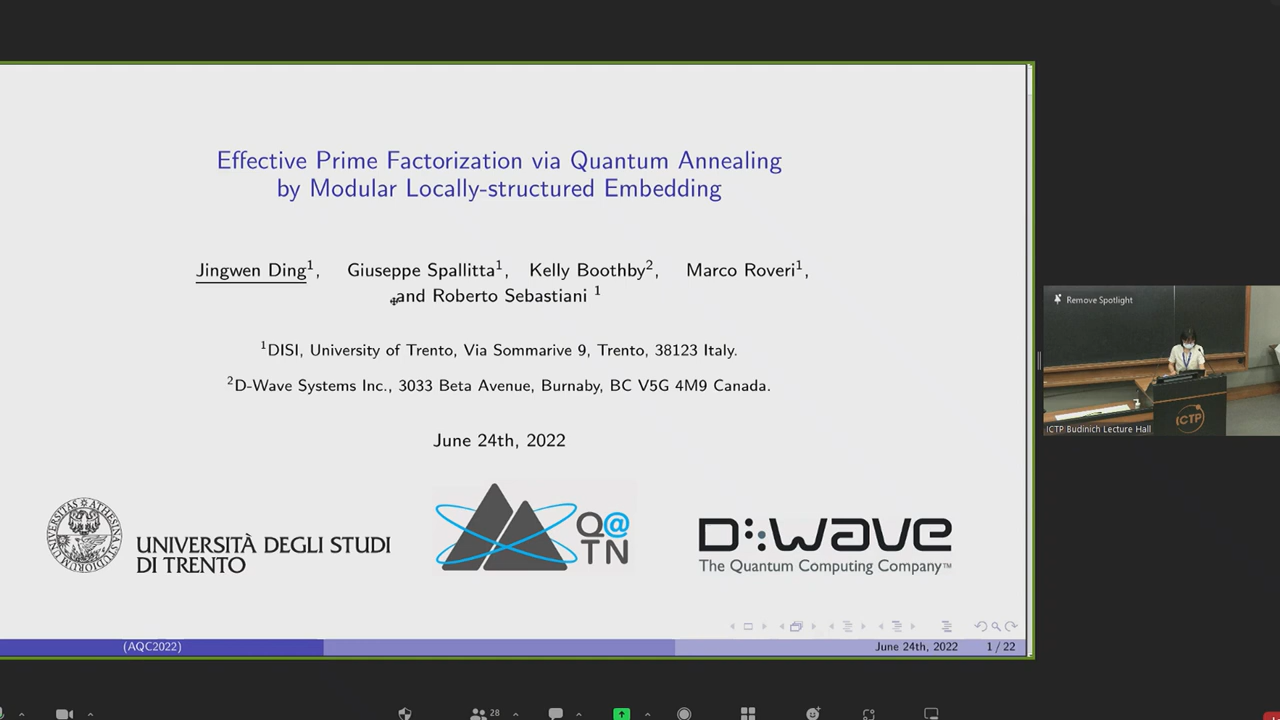 Effective Prime Factorization via Quantum Annealing
by Modular Locally-structured Embedding
Jingwen Ding1, Giuseppe Spallitta1, Kelly Boothby2, Marco Roveri1,
and Roberto Sebastiani 1
1DISI, University of Trento, Via Sommarive 9, Trento, 38123 Italy.
2D-Wave Systems Inc., 3033 Beta Avenue, Burnaby, BC V5G 4M9 Canada.
June 24th, 2022
UNIVERSITÀ DEGLI STUDI
DI TRENTO
Q@
TN
D:Wave
The Quantum Computing Company™
(AQC2022)
June 24th, 2022
1 / 22
Remove Spotlight
ICTP
ICTP Budinich Lecture Hall
28